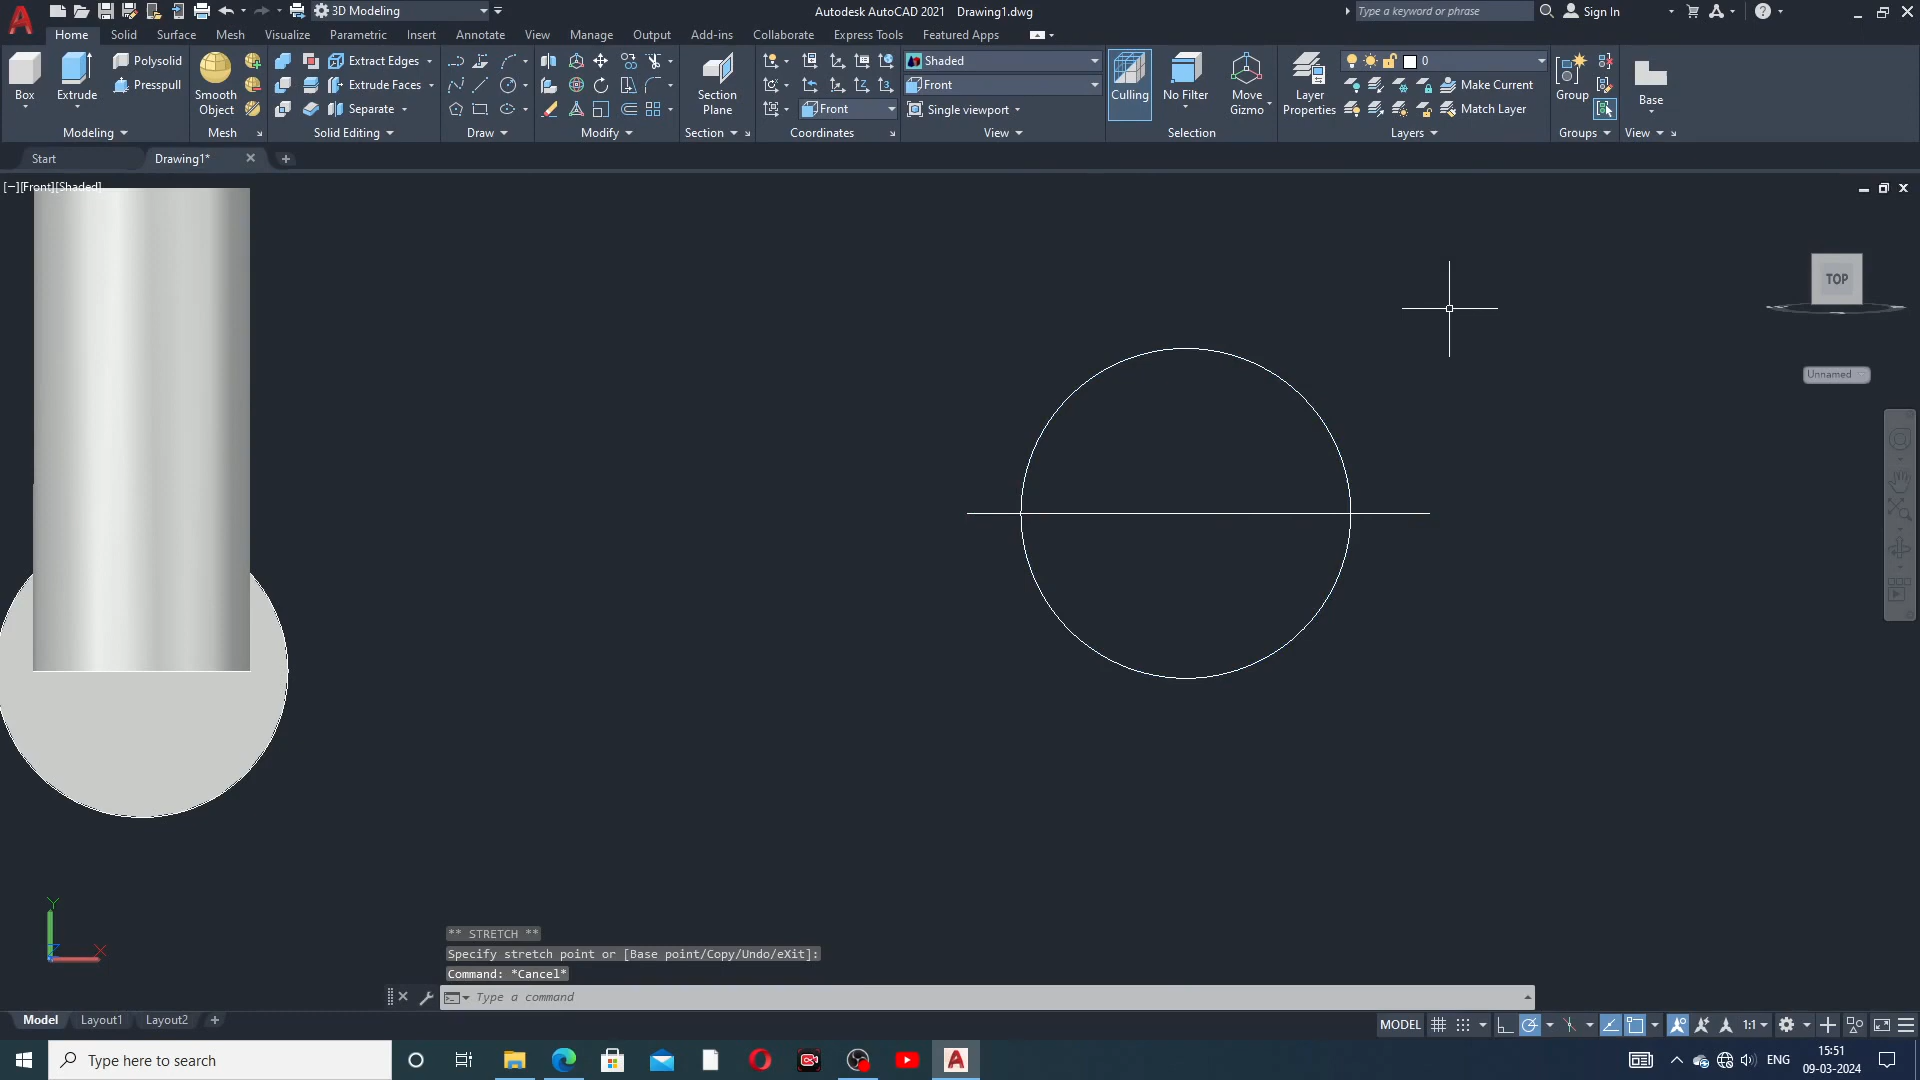 3D Modeling
Autodesk AutoCAD 2021 Drawing1.dwg
Type a keyword or phrase
Sign In
Home Solid Surface Mesh Visualize Parametric Insert Annotate View Manage Output Add-ins Collaborate Express Tools Featured Apps
Box
Extrude
Polysolid
Presspull
Smooth
Object
Extract Edges
Extrude Faces
Separate
Section
Plane
Front
Shaded
Front
Single viewport
Culling
No Filter
Move
Gizmo
Layer
Properties
0
Make Current
Match Layer
Group
Base
Modeling Mesh Solid Editing Draw Modify Section Coordinates View Selection Layers Groups View
Start Drawing1*
[−][Front][Shaded]
TOP
Unnamed
Y
X
Z
** STRETCH **
Specify stretch point or [Base point/Copy/Undo/eXit]:
Command: *Cancel*
Type a command
Model Layout1 Layout2
MODEL
1:1
Type here to search
ENG
15:51
09-03-2024